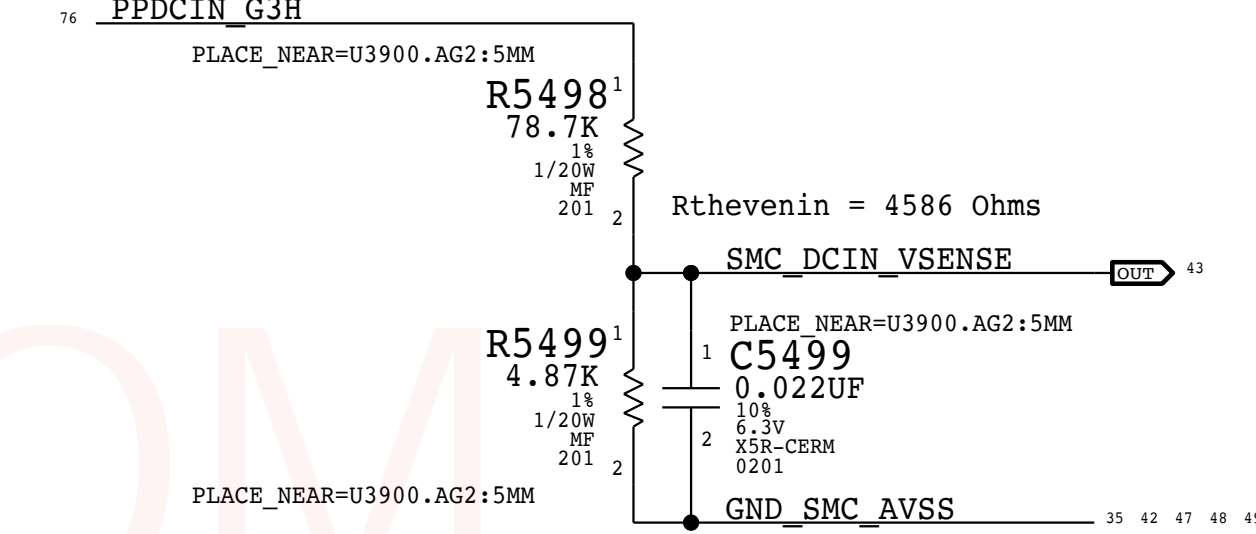 76 PPDCIN_G3H
PLACE_NEAR=U3900.AG2:5MM
R5498 1
78.7K
1%
1/20W
MF
201
2
Rthevenin = 4586 Ohms
SMC_DCIN_VSENSE
OUT 43
PLACE_NEAR=U3900.AG2:5MM
R5499 1
4.87K
1%
1/20W
MF
201
2
1 C5499
0.022UF
10%
6.3V
2
X5R-CERM
0201
PLACE_NEAR=U3900.AG2:5MM
GND_SMC_AVSS
35 42 47 48 49
OM